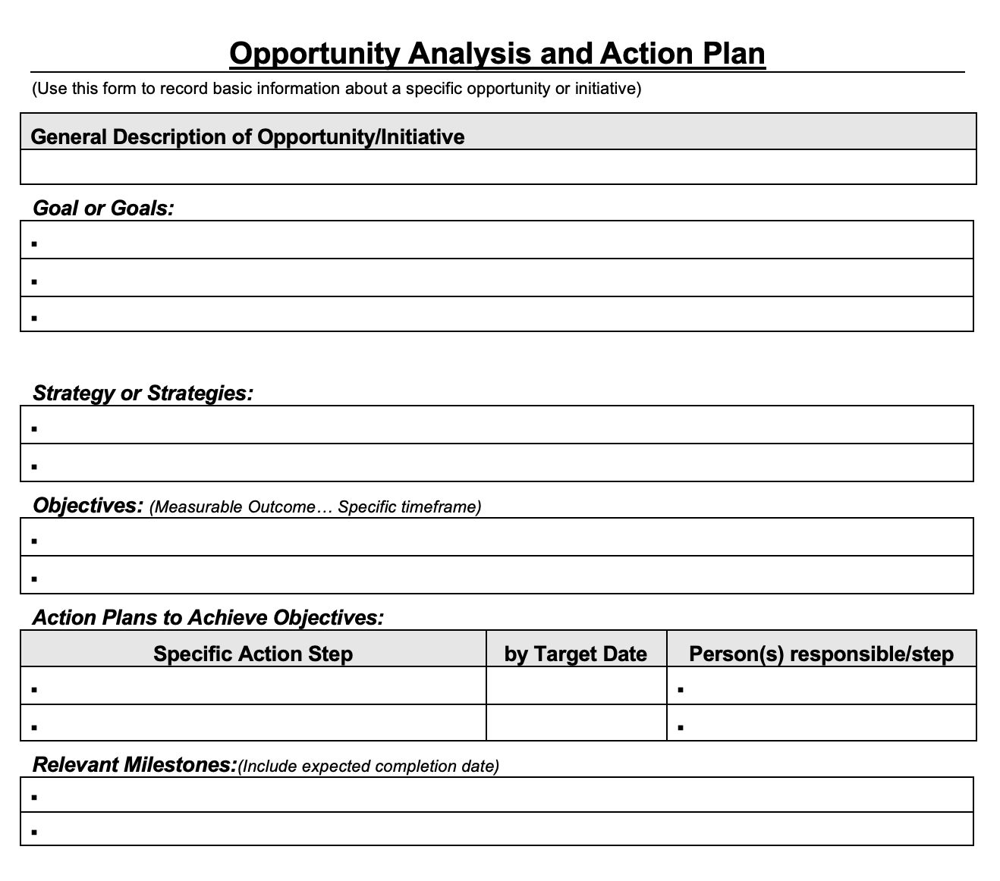 Opportunity Analysis and Action Plan
(Use this form to record basic information about a specific opportunity or initiative)
General Description of Opportunity/Initiative
Goal or Goals:
▪
▪
▪
Strategy or Strategies:
▪
▪
Objectives: (Measurable Outcome… Specific timeframe)
▪
▪
Action Plans to Achieve Objectives:
Specific Action Step by Target Date Person(s) responsible/step
▪ ▪
▪ ▪
Relevant Milestones:(Include expected completion date)
▪
▪